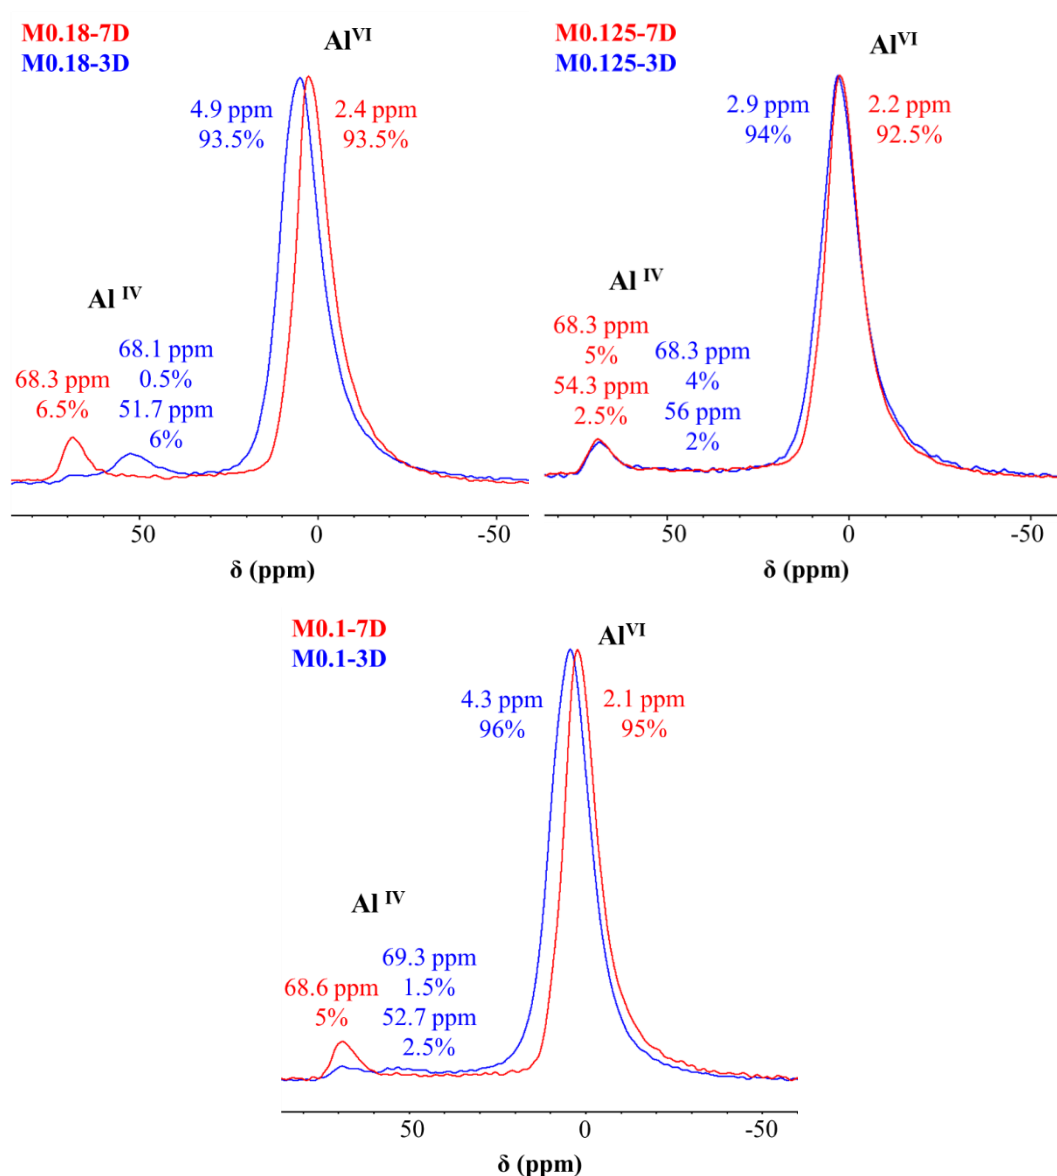 M0.18-7D
M0.18-3D
Al^VI
4.9 ppm
93.5%
2.4 ppm
93.5%
Al ^IV
68.3 ppm
6.5%
68.1 ppm
0.5%
51.7 ppm
6%
50
0
-50
δ (ppm)
M0.125-7D
M0.125-3D
Al^VI
2.9 ppm
94%
2.2 ppm
92.5%
Al ^IV
68.3 ppm
5%
54.3 ppm
2.5%
68.3 ppm
4%
56 ppm
2%
50
0
-50
δ (ppm)
M0.1-7D
M0.1-3D
Al^VI
4.3 ppm
96%
2.1 ppm
95%
Al ^IV
68.6 ppm
5%
69.3 ppm
1.5%
52.7 ppm
2.5%
50
0
-50
δ (ppm)